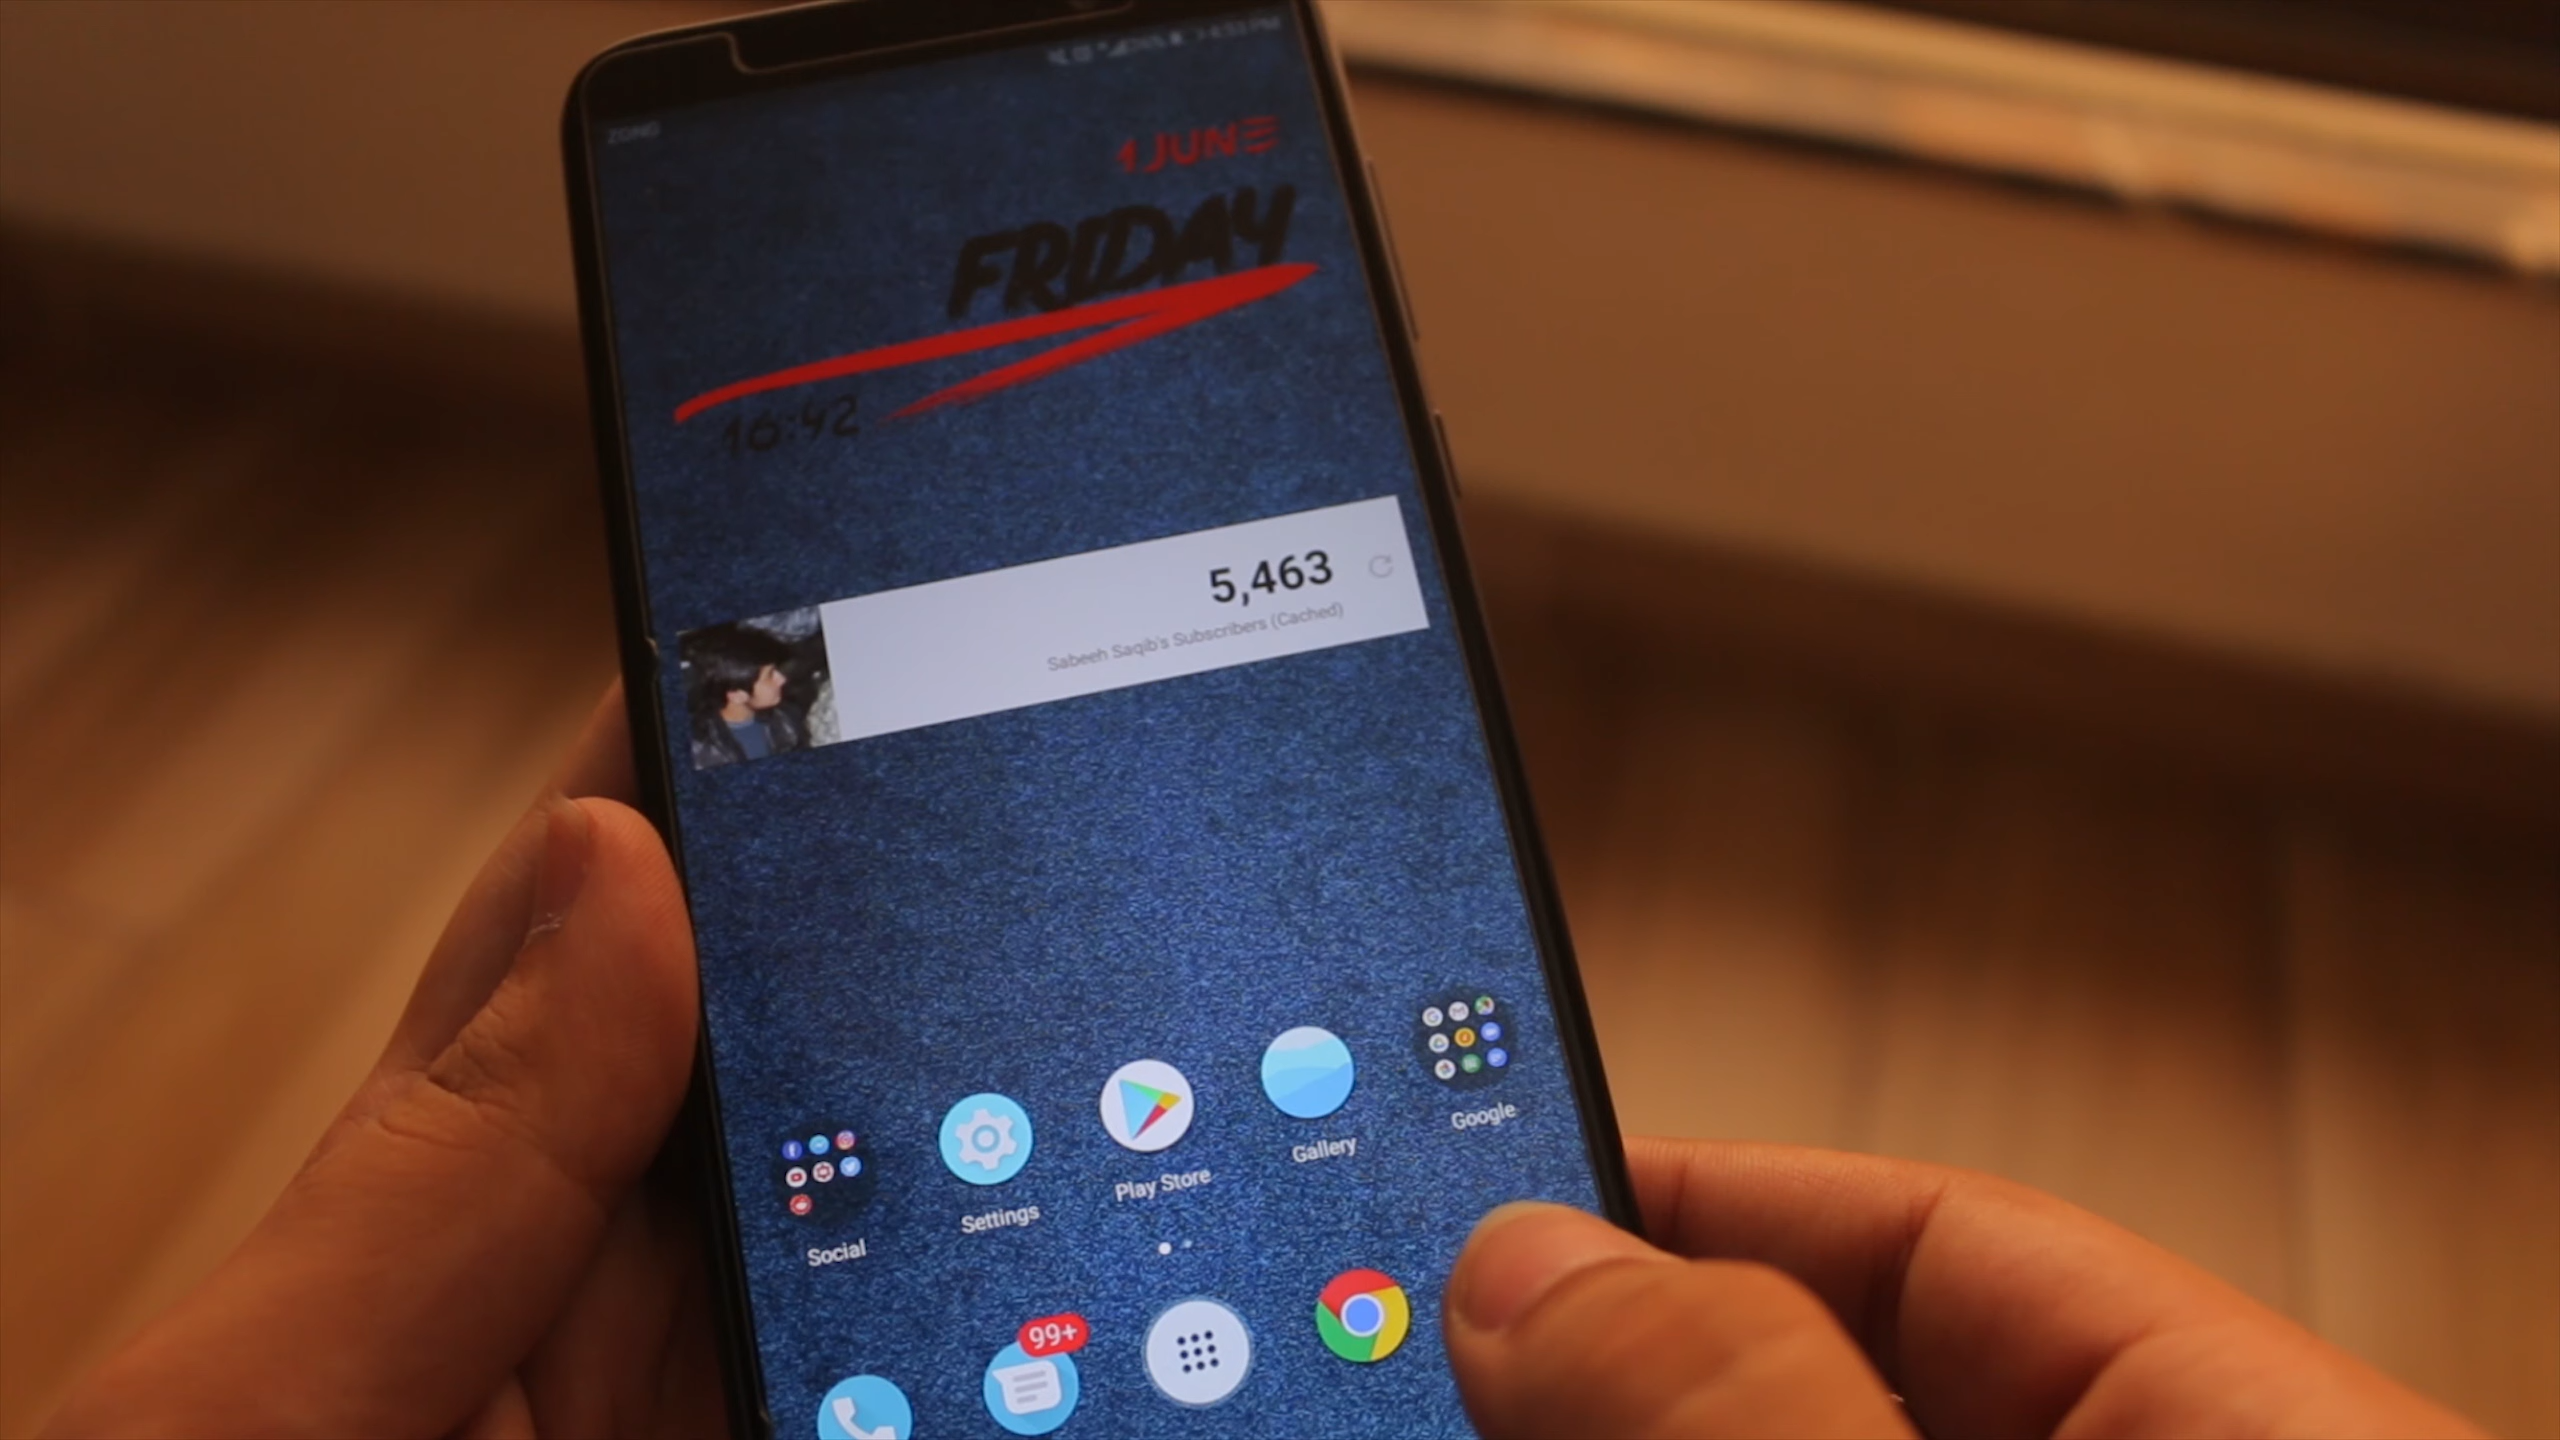 ZONG
1 JUNE
FRIDAY
16:42
5,463
Sabeeh Saqib's Subscribers (Cached)
Social
Settings
Play Store
Gallery
Google
99+